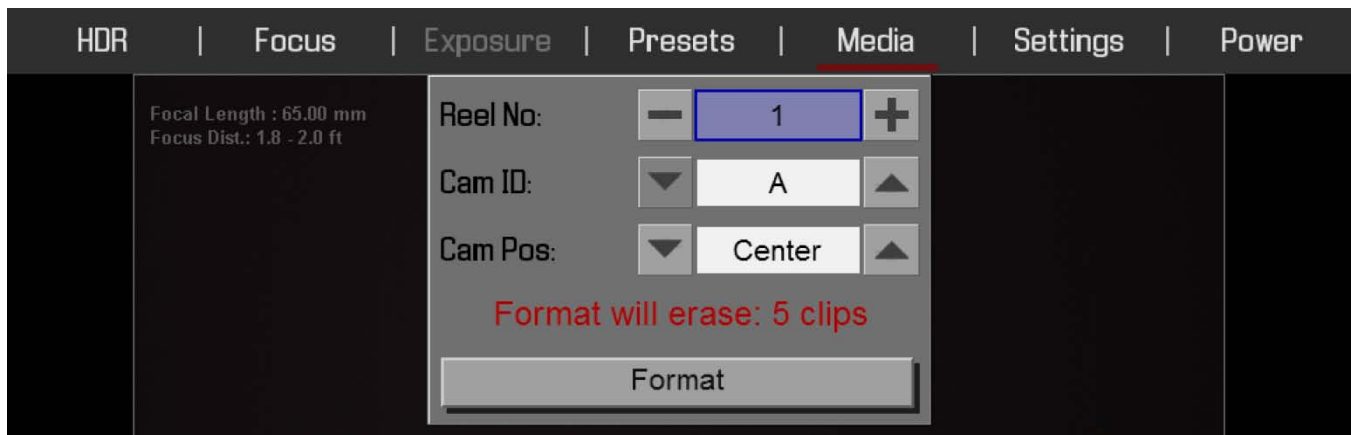 HDR | Focus | Exposure | Presets | Media | Settings | Power
Focal Length : 65.00 mm
Focus Dist.: 1.8 - 2.0 ft
Reel No: 1
Cam ID: A
Cam Pos: Center
Format will erase: 5 clips
Format